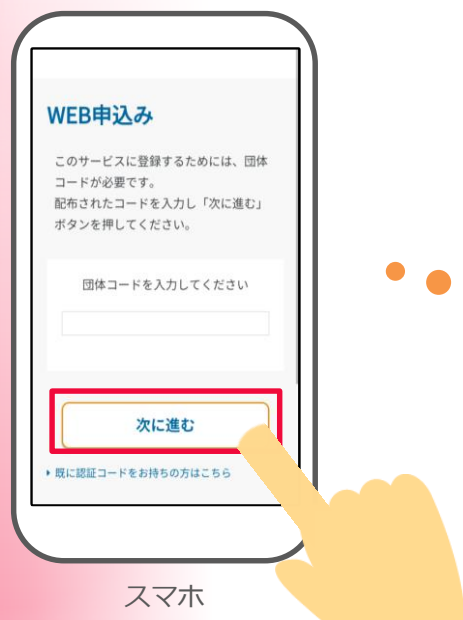 WEB申込み
このサービスに登録するためには、団体
コードが必要です。
配布されたコードを入力し「次に進む」
ボタンを押してください。
団体コードを入力してください
次に進む
既に認証コードをお持ちの方はこちら
スマホ